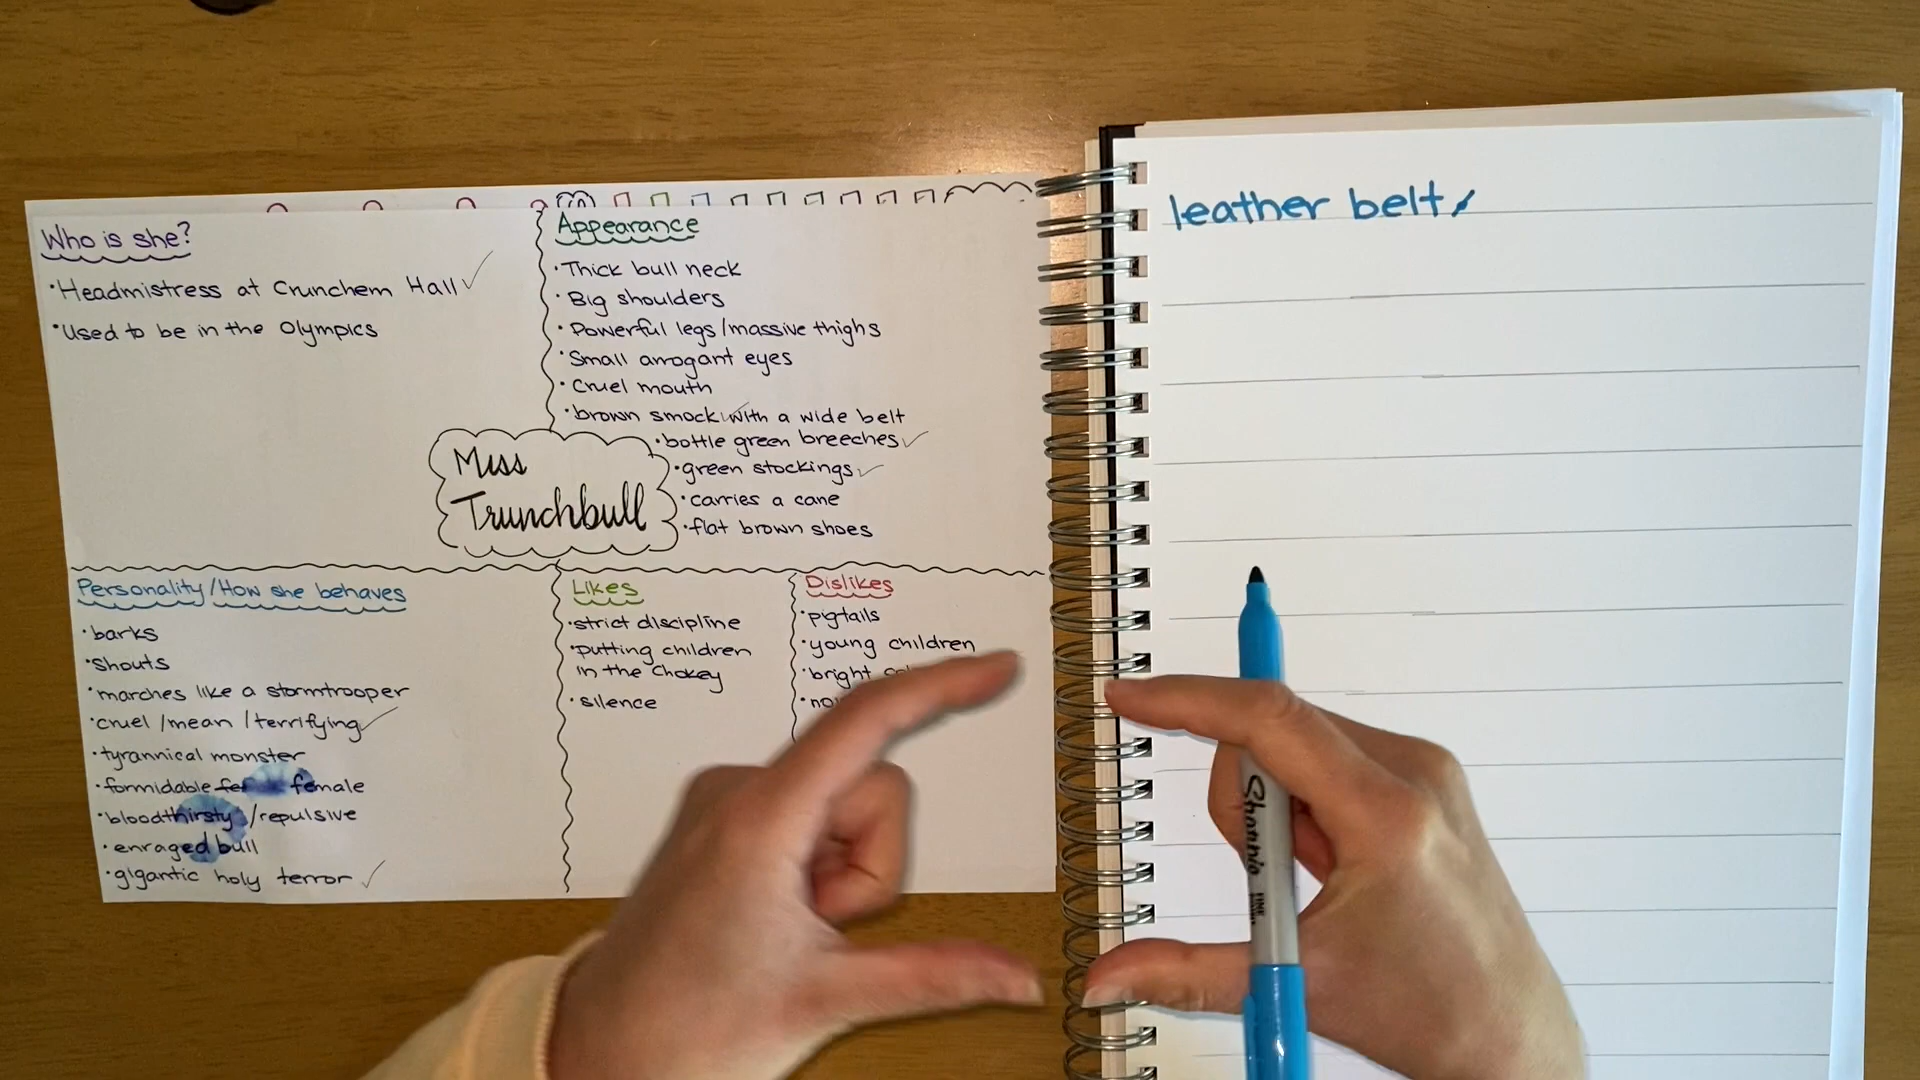 Who is she?
·Headmistress at Crunchem Hall ✓
·Used to be in the Olympics
Appearance
·Thick bull neck
·Big shoulders
·Powerful legs/massive thighs
·Small arrogant eyes
·Cruel mouth
·brown smock with a wide belt
·bottle green breeches ✓
·green stockings ✓
·carries a cane
·flat brown shoes
Miss
Trunchbull
Personality/How she behaves
·barks
·Shouts
·marches like a stormtrooper
·cruel/mean/terrifying ✓
·tyrannical monster
·formidable female
·bloodthirsty/repulsive
·enraged bull
·gigantic holy terror ✓
Likes
·strict discipline
·putting children
in the Chokey
·silence
Dislikes
·pigtails
·young children
·bright
leather belt,
Sharpie
FINE